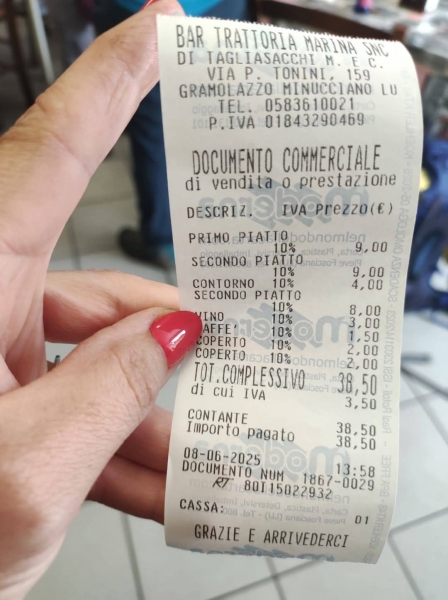 BAR TRATTORIA MARINA SNC
DI TAGLIASACCHI M. E C.
VIA P. TONINI, 159
GRAMOLAZZO MINUCCIANO LU
TEL. 0583610021
P.IVA 01843290469
DOCUMENTO COMMERCIALE
di vendita o prestazione
DESCRIZ. IVA Prezzo(€)
PRIMO PIATTO
10% 9,00
SECONDO PIATTO
10% 9,00
CONTORNO 10% 4,00
SECONDO PIATTO
10% 8,00
VINO 10% 3,00
CAFFE' 10% 1,50
COPERTO 10% 2,00
COPERTO 10% 2,00
TOT.COMPLESSIVO 38,50
di cui IVA 3,50
CONTANTE 38,50
Importo pagato 38,50
08-06-2025 13:58
DOCUMENTO NUM 1867-0029
RT 80I15022932
CASSA: 01
GRAZIE E ARRIVEDERCI